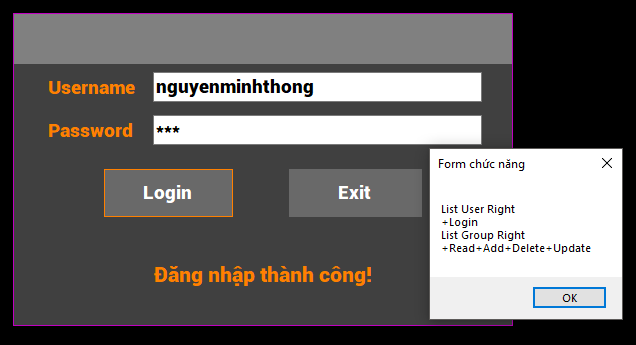 Username
nguyenminhthong
Password
***
Login
Exit
Đăng nhập thành công!
Form chức năng
List User Right
+Login
List Group Right
+Read+Add+Delete+Update
OK